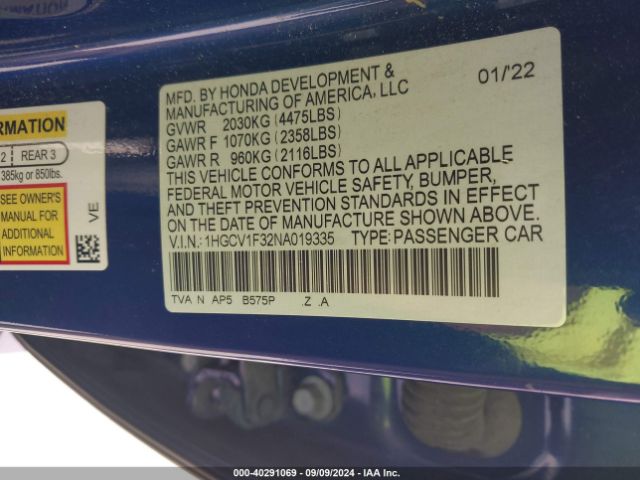 MFD. BY HONDA DEVELOPMENT &
MANUFACTURING OF AMERICA, LLC
01/'22
GVWR 2030KG (4475LBS)
GAWR F 1070KG (2358LBS)
GAWR R 960KG (2116LBS)
THIS VEHICLE CONFORMS TO ALL APPLICABLE
FEDERAL MOTOR VEHICLE SAFETY, BUMPER,
AND THEFT PREVENTION STANDARDS IN EFFECT
ON THE DATE OF MANUFACTURE SHOWN ABOVE.
V.I.N.:1HGCV1F32NA019335 TYPE:PASSENGER CAR
TVA N AP5 B575P .Z .A
RMATION
2 REAR 3
385kg or 850lbs.
SEE OWNER'S
MANUAL FOR
ADDITIONAL
INFORMATION
VE
000-40291069 - 09/09/2024 - IAAI.COM